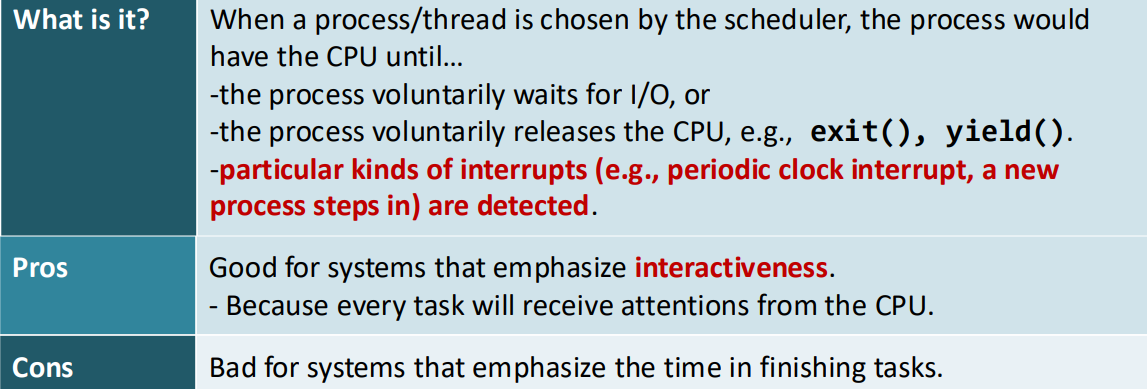 What is it?
When a process/thread is chosen by the scheduler, the process would
have the CPU until…
-the process voluntarily waits for I/O, or
-the process voluntarily releases the CPU, e.g., exit(), yield().
-particular kinds of interrupts (e.g., periodic clock interrupt, a new
process steps in) are detected.
Pros
Good for systems that emphasize interactiveness.
- Because every task will receive attentions from the CPU.
Cons
Bad for systems that emphasize the time in finishing tasks.